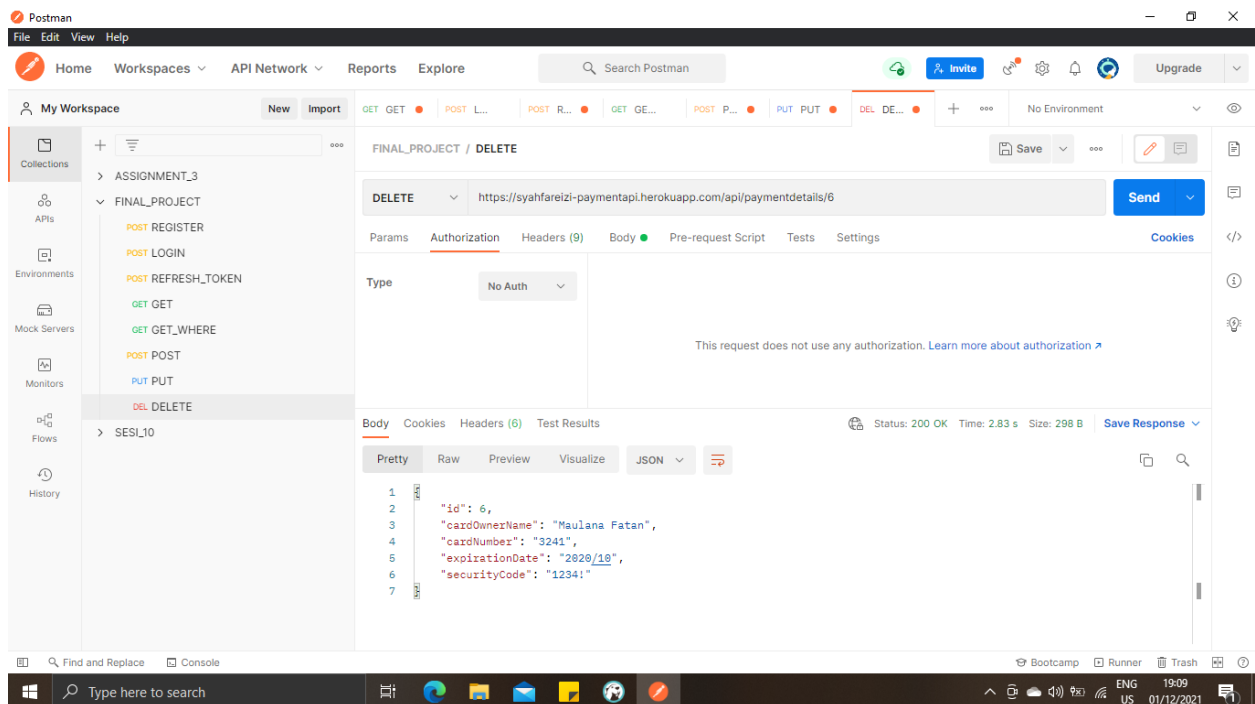 Postman
File Edit View Help
Home Workspaces API Network Reports Explore Search Postman Invite Upgrade
My Workspace New Import GET GET POST L... POST R... GET GE... POST P... PUT PUT DEL DE... No Environment
Collections
APIs
Environments
Mock Servers
Monitors
Flows
History
ASSIGNMENT_3
FINAL_PROJECT
POST REGISTER
POST LOGIN
POST REFRESH_TOKEN
GET GET
GET GET_WHERE
POST POST
PUT PUT
DEL DELETE
SESI_10
FINAL_PROJECT / DELETE Save
DELETE https://syahfareizi-paymentapi.herokuapp.com/api/paymentdetails/6 Send
Params Authorization Headers (9) Body Pre-request Script Tests Settings Cookies
Type No Auth
This request does not use any authorization. Learn more about authorization
Body Cookies Headers (6) Test Results Status: 200 OK Time: 2.83 s Size: 298 B Save Response
Pretty Raw Preview Visualize JSON
1 {
2 "id": 6,
3 "cardOwnerName": "Maulana Fatan",
4 "cardNumber": "3241",
5 "expirationDate": "2020/10",
6 "securityCode": "1234!"
7 }
Find and Replace Console Bootcamp Runner Trash
Type here to search ENG 19:09
US 01/12/2021